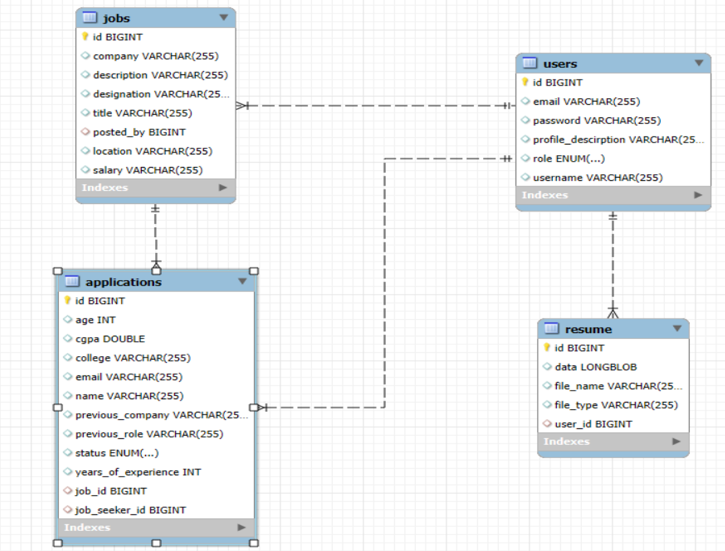 jobs
id BIGINT
company VARCHAR(255)
description VARCHAR(255)
designation VARCHAR(25...
title VARCHAR(255)
posted_by BIGINT
location VARCHAR(255)
salary VARCHAR(255)
Indexes
users
id BIGINT
email VARCHAR(255)
password VARCHAR(255)
profile_descirption VARCHAR(25...
role ENUM(...)
username VARCHAR(255)
Indexes
applications
id BIGINT
age INT
cgpa DOUBLE
college VARCHAR(255)
email VARCHAR(255)
name VARCHAR(255)
previous_company VARCHAR(25...
previous_role VARCHAR(255)
status ENUM(...)
years_of_experience INT
job_id BIGINT
job_seeker_id BIGINT
Indexes
resume
id BIGINT
data LONGBLOB
file_name VARCHAR(25...
file_type VARCHAR(255)
user_id BIGINT
Indexes